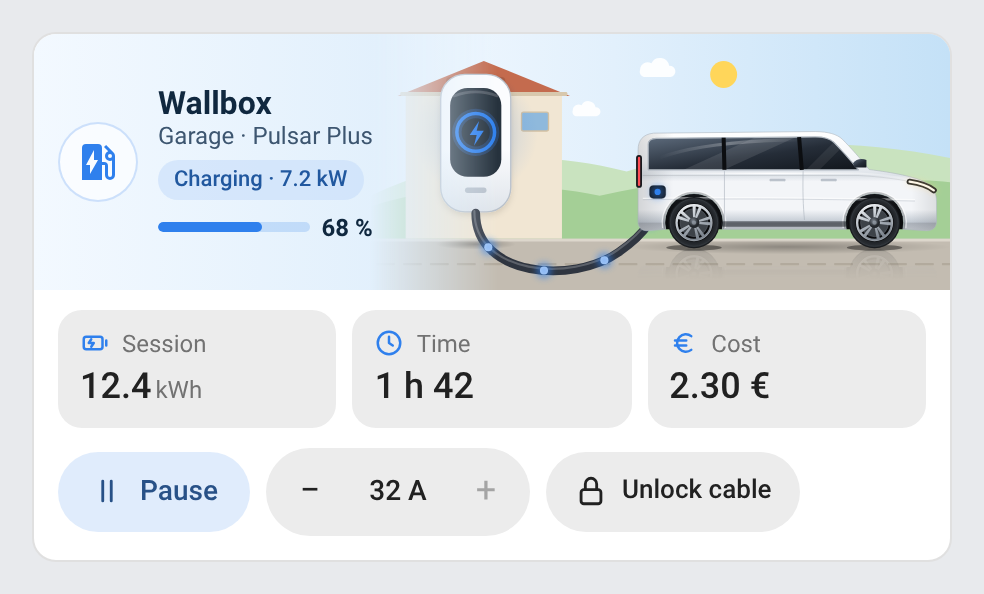 Wallbox
Garage · Pulsar Plus
Charging · 7.2 kW
68 %
Session
12.4 kWh
Time
1 h 42
Cost
2.30 €
Pause
− 32 A +
Unlock cable